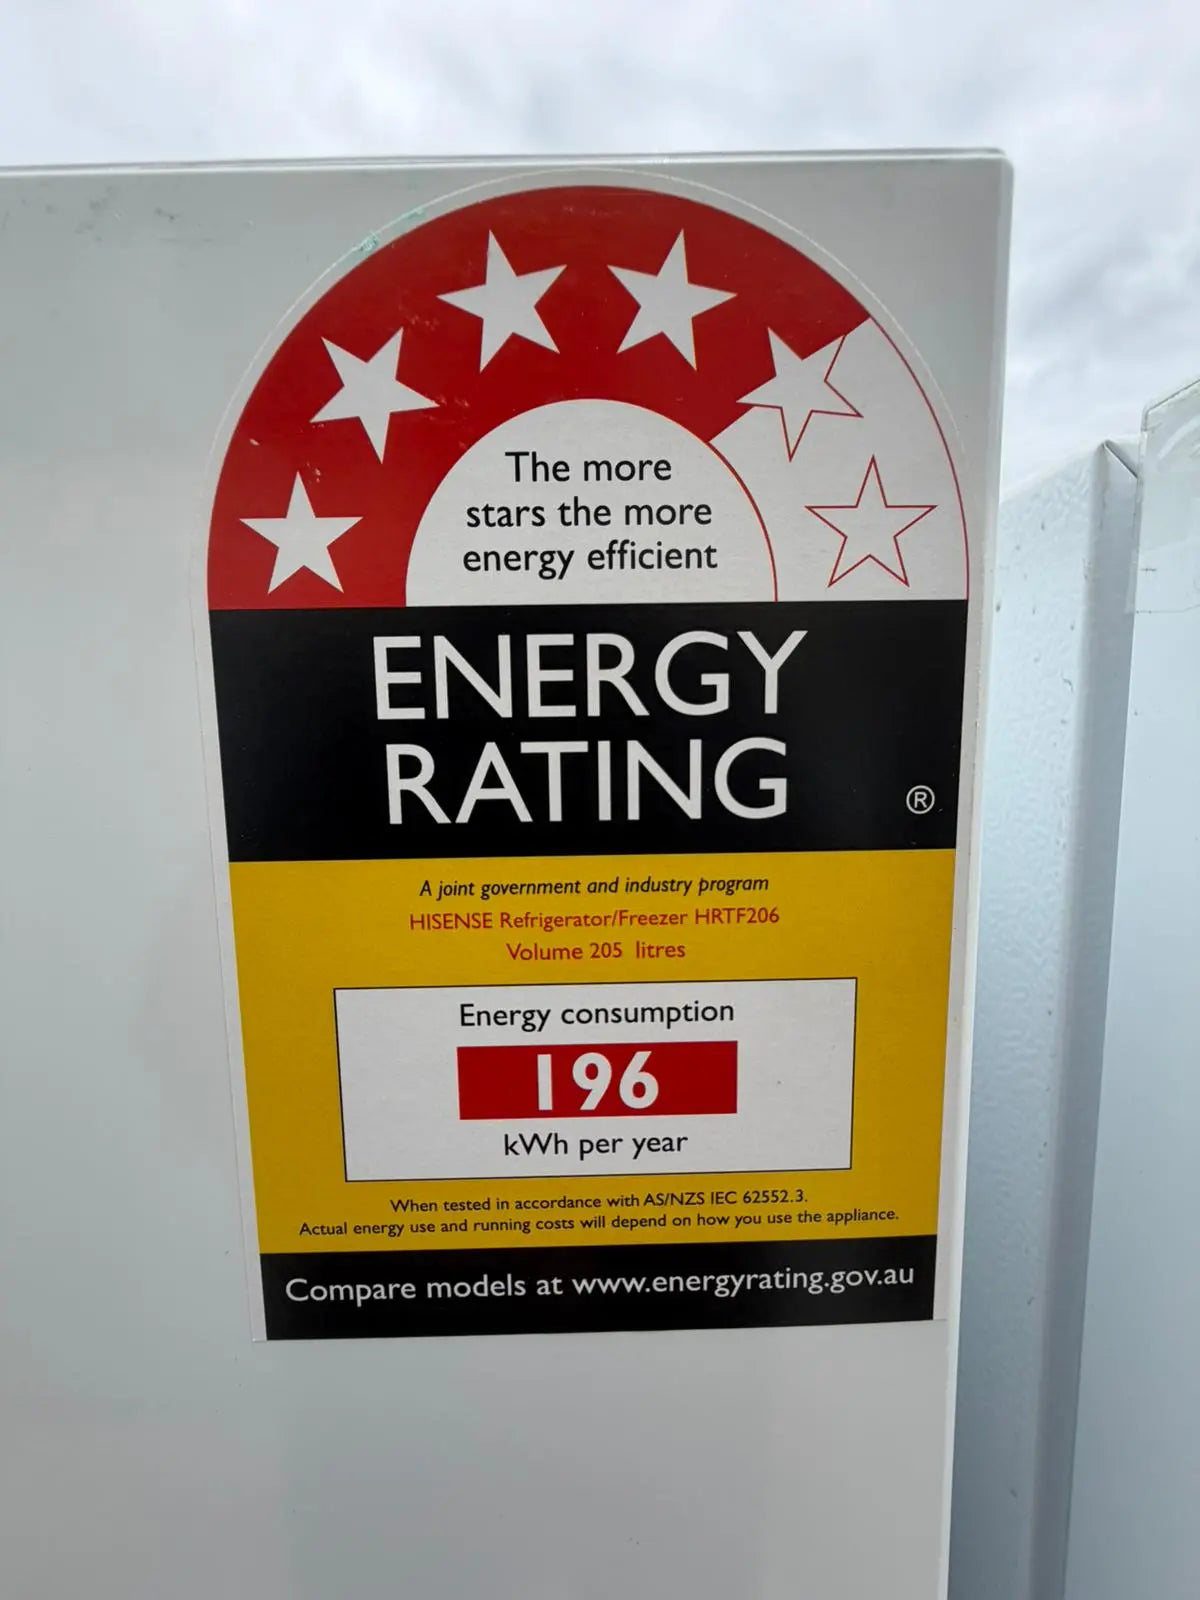 The more
stars the more
energy efficient
ENERGY
RATING
®
A joint government and industry program
HISENSE Refrigerator/Freezer HRTF206
Volume 205 litres
Energy consumption
196
kWh per year
When tested in accordance with AS/NZS IEC 62552.3.
Actual energy use and running costs will depend on how you use the appliance.
Compare models at www.energyrating.gov.au